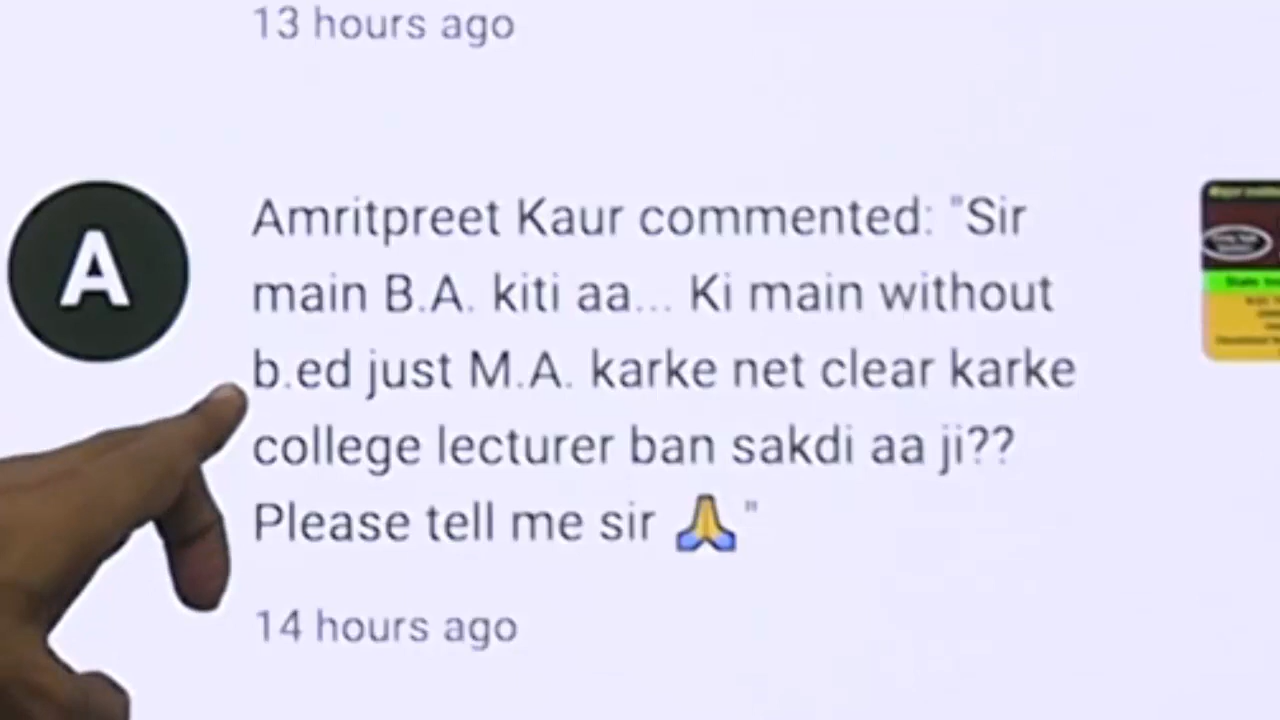 13 hours ago
A
Amritpreet Kaur commented: "Sir
main B.A. kiti aa... Ki main without
b.ed just M.A. karke net clear karke
college lecturer ban sakdi aa ji??
Please tell me sir 🙏"
14 hours ago